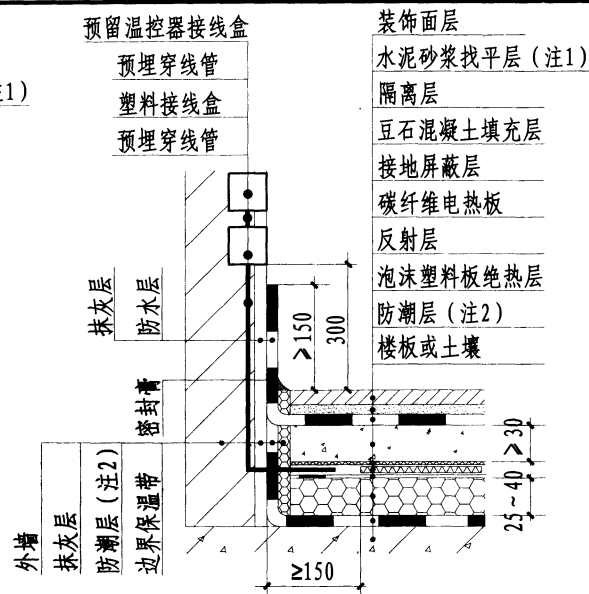 预留温控器接线盒
预埋穿线管
塑料接线盒
预埋穿线管
主1)
装饰面层
水泥砂浆找平层(注1)
隔离层
豆石混凝土填充层
接地屏蔽层
碳纤维电热板
反射层
泡沫塑料板绝热层
防潮层(注2)
楼板或土壤
抹灰层
防水层
密封膏
外墙
抹灰层
防潮层(注2)
边界保温带
≥150
300
≥30
25~40
≥150